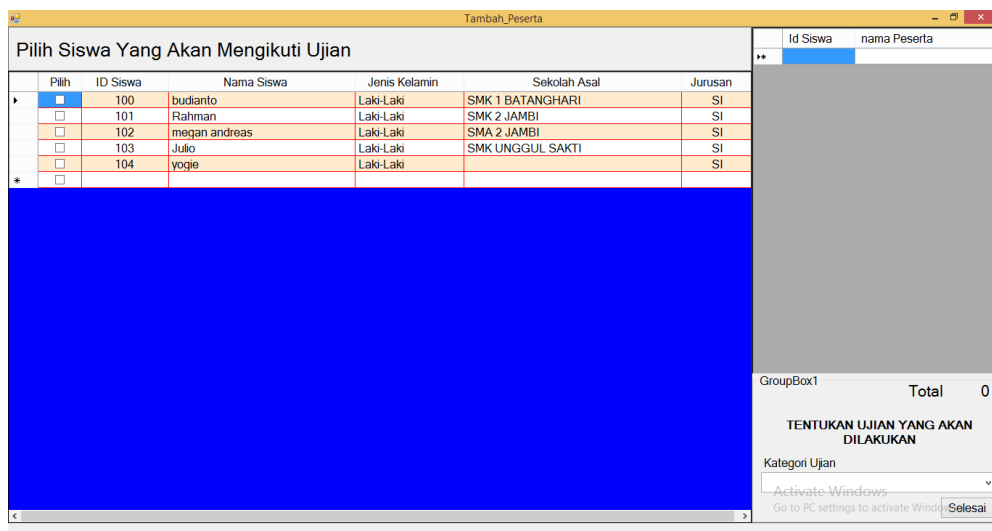 Tambah_Peserta
Pilih Siswa Yang Akan Mengikuti Ujian
Pilih ID Siswa Nama Siswa Jenis Kelamin Sekolah Asal Jurusan
100 budianto Laki-Laki SMK 1 BATANGHARI SI
101 Rahman Laki-Laki SMK 2 JAMBI SI
102 megan andreas Laki-Laki SMA 2 JAMBI SI
103 Julio Laki-Laki SMK UNGGUL SAKTI SI
104 yogie Laki-Laki SI
Id Siswa nama Peserta
GroupBox1
Total 0
TENTUKAN UJIAN YANG AKAN
DILAKUKAN
Kategori Ujian
Activate Windows
Go to PC settings to activate Windo
Selesai